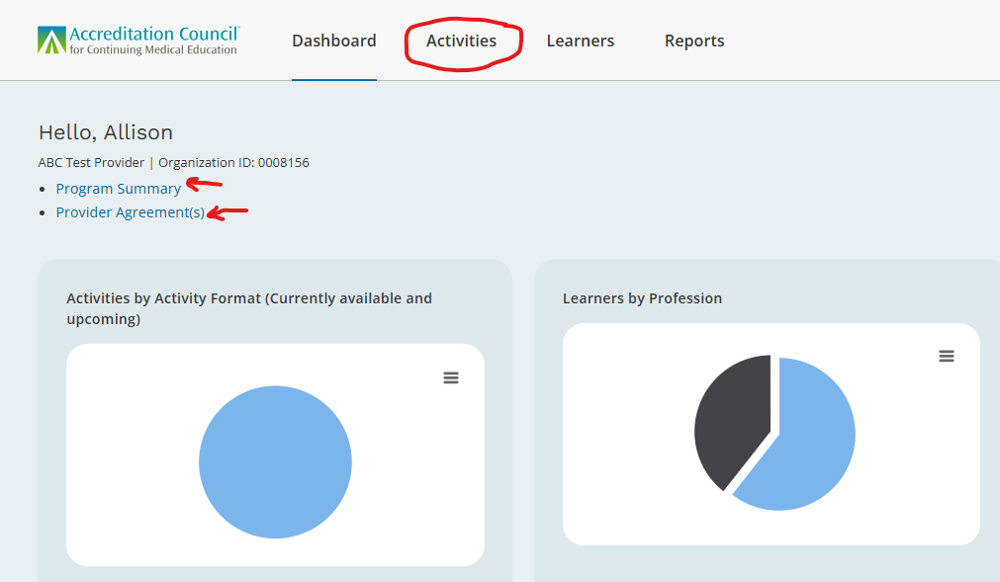 Accreditation Council
for Continuing Medical Education
Dashboard Activities Learners Reports
Hello, Allison
ABC Test Provider | Organization ID: 0008156
• Program Summary
• Provider Agreement(s)
Activities by Activity Format (Currently available and
upcoming)
Learners by Profession